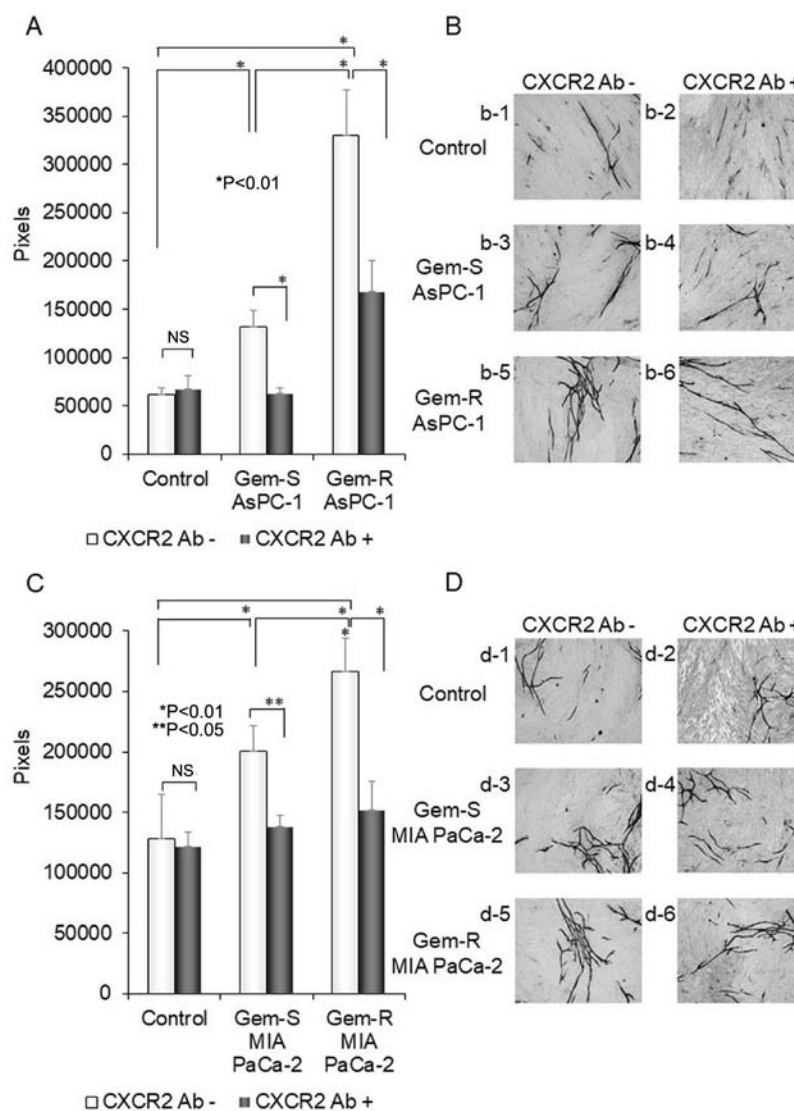 A
400000
350000
300000
250000
200000
150000
100000
50000
0
Pixels
*
*
*
*
*P<0.01
*
NS
Control
Gem-S
AsPC-1
Gem-R
AsPC-1
CXCR2 Ab -
CXCR2 Ab +
B
CXCR2 Ab -
CXCR2 Ab +
b-1
b-2
Control
b-3
b-4
Gem-S
AsPC-1
b-5
b-6
Gem-R
AsPC-1
C
300000
250000
200000
150000
100000
50000
0
Pixels
*
*
*
*
*P<0.01
**P<0.05
**
NS
Control
Gem-S
MIA
PaCa-2
Gem-R
MIA
PaCa-2
CXCR2 Ab -
CXCR2 Ab +
D
CXCR2 Ab -
CXCR2 Ab +
d-1
d-2
Control
d-3
d-4
Gem-S
MIA PaCa-2
d-5
d-6
Gem-R
MIA PaCa-2